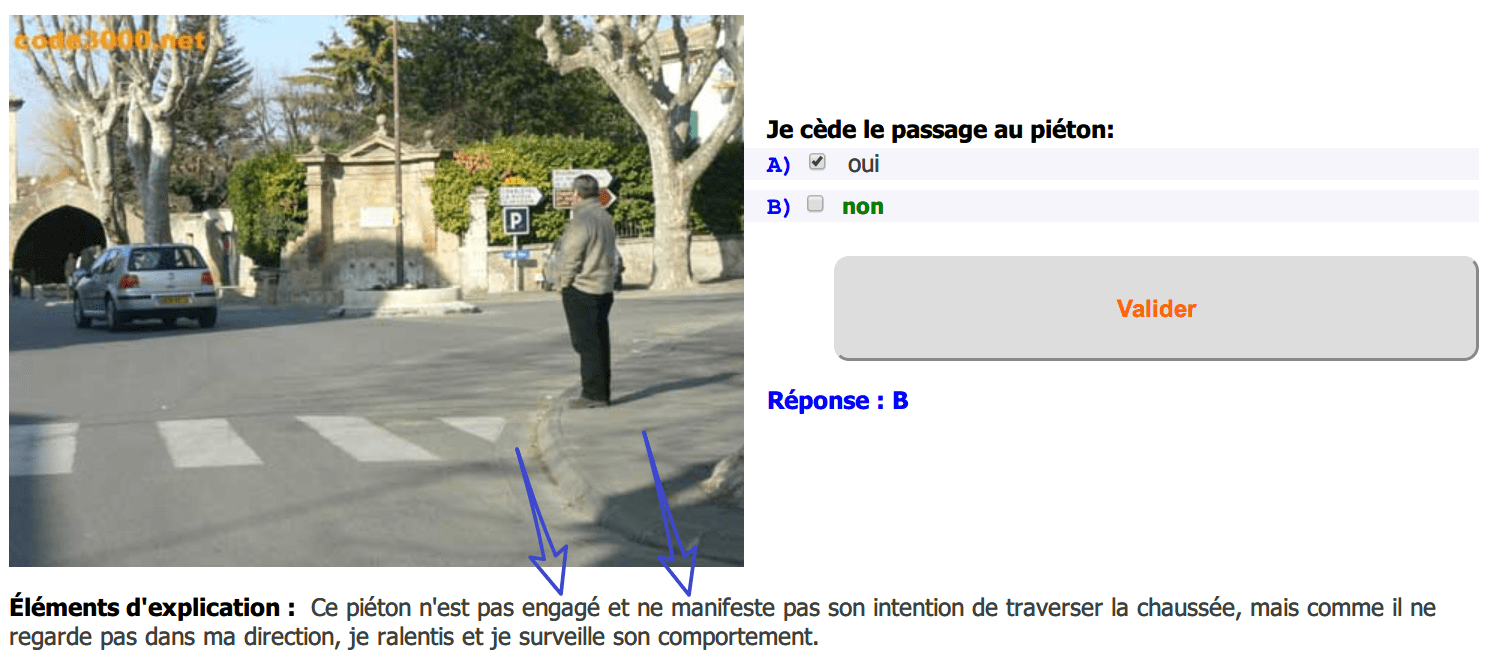 code3000.net
P
Je cède le passage au piéton:
A) oui
B) non
Valider
Réponse : B
Éléments d'explication : Ce piéton n'est pas engagé et ne manifeste pas son intention de traverser la chaussée, mais comme il ne
regarde pas dans ma direction, je ralentis et je surveille son comportement.